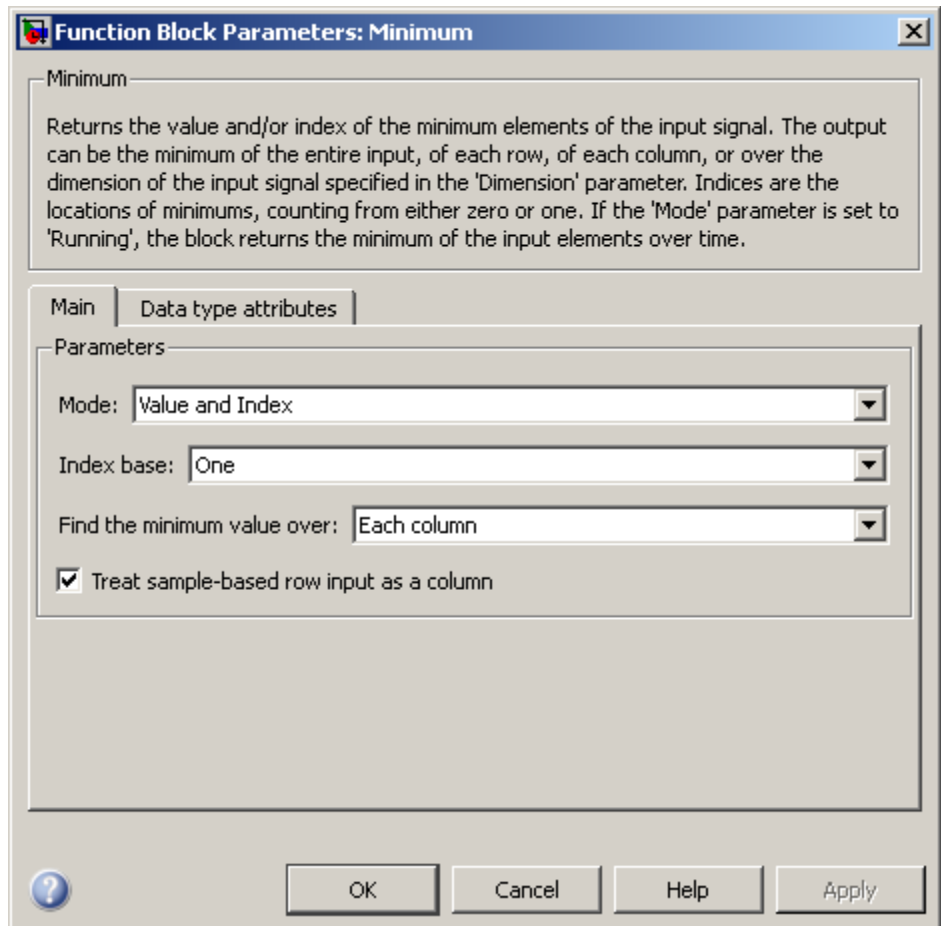 Function Block Parameters: Minimum
Minimum
Returns the value and/or index of the minimum elements of the input signal. The output
can be the minimum of the entire input, of each row, of each column, or over the
dimension of the input signal specified in the 'Dimension' parameter. Indices are the
locations of minimums, counting from either zero or one. If the 'Mode' parameter is set to
'Running', the block returns the minimum of the input elements over time.
Main Data type attributes
Parameters
Mode: Value and Index
Index base: One
Find the minimum value over: Each column
Treat sample-based row input as a column
OK Cancel Help Apply